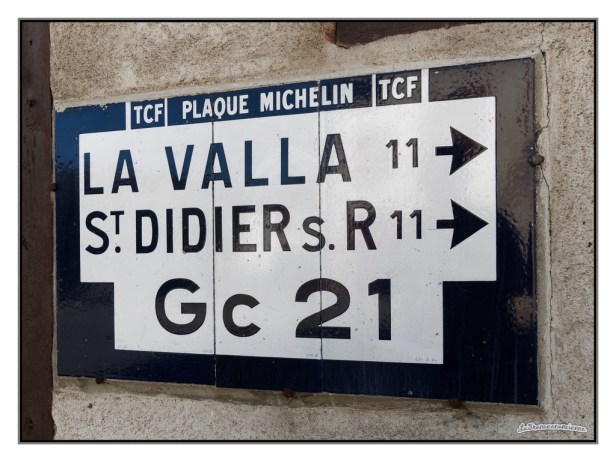 TCF PLAQUE MICHELIN TCF
LA VALLA 11
ST. DIDIER S. R 11
Gc 21